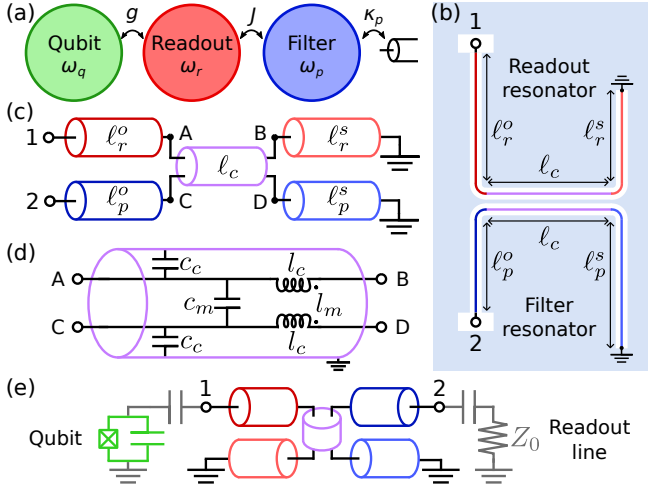 (a)
g
J
κ_p
Qubit
ω_q
Readout
ω_r
Filter
ω_p
(b)
1
Readout
resonator
ℓ_r^o
ℓ_r^s
ℓ_c
ℓ_c
ℓ_p^o
ℓ_p^s
Filter
resonator
2
(c)
1
ℓ_r^o
A
B
ℓ_r^s
ℓ_c
2
ℓ_p^o
C
D
ℓ_p^s
(d)
A
c_c
l_c
B
c_m
l_m
C
c_c
l_c
D
(e)
1
2
Qubit
Z_0
Readout
line